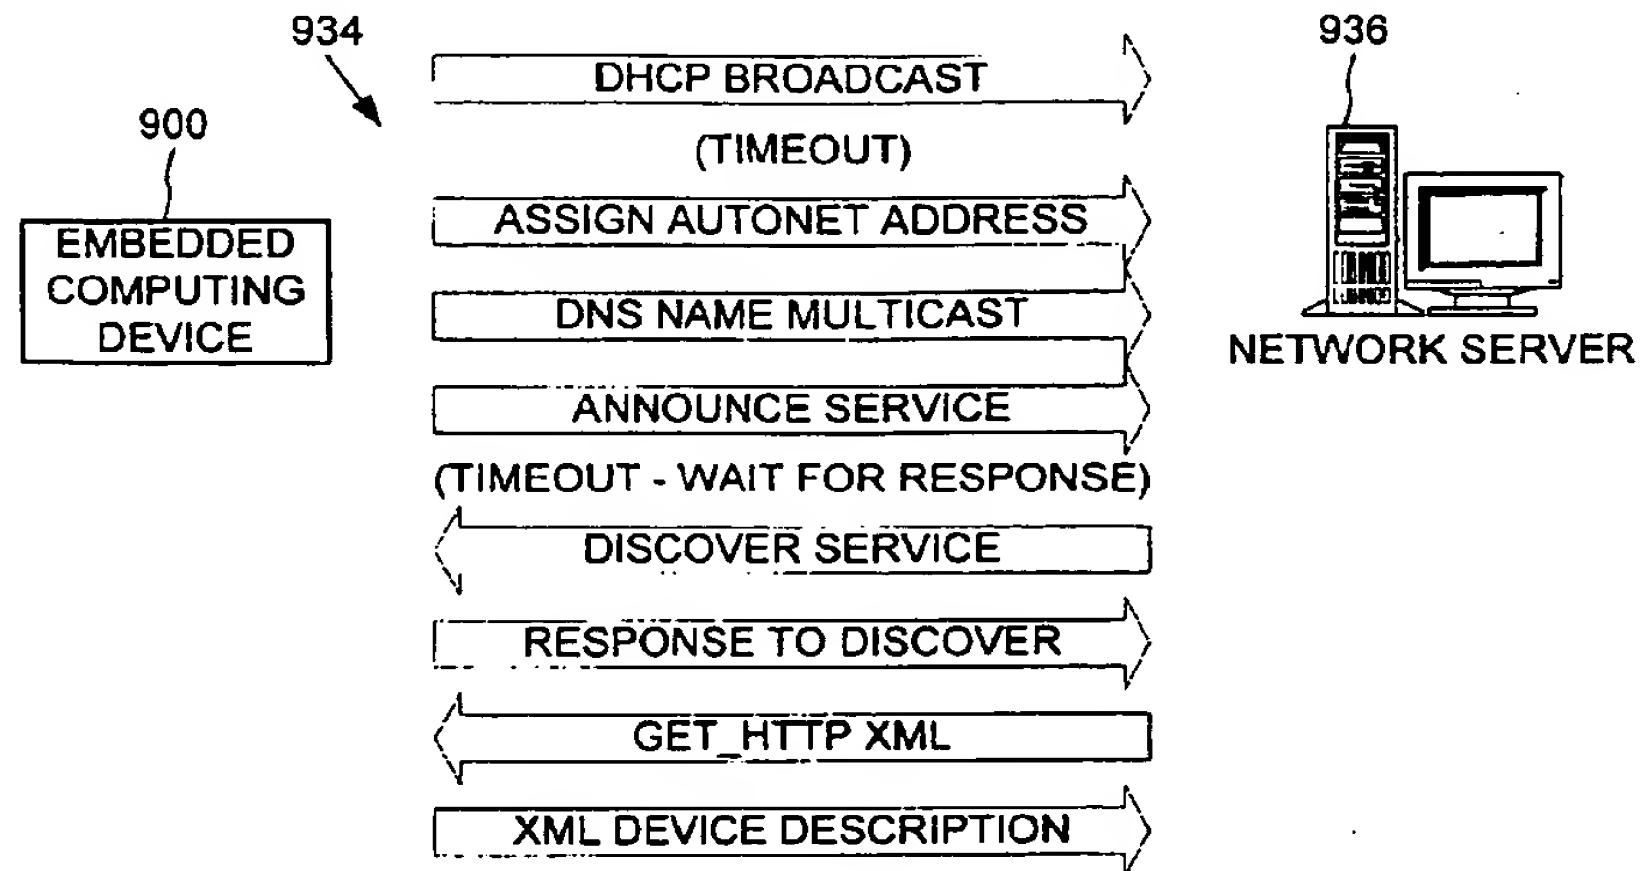 934
936
900
DHCP BROADCAST
(TIMEOUT)
ASSIGN AUTONET ADDRESS
EMBEDDED
COMPUTING
DEVICE
DNS NAME MULTICAST
NETWORK SERVER
ANNOUNCE SERVICE
(TIMEOUT - WAIT FOR RESPONSE)
DISCOVER SERVICE
RESPONSE TO DISCOVER
GET_HTTP XML
XML DEVICE DESCRIPTION